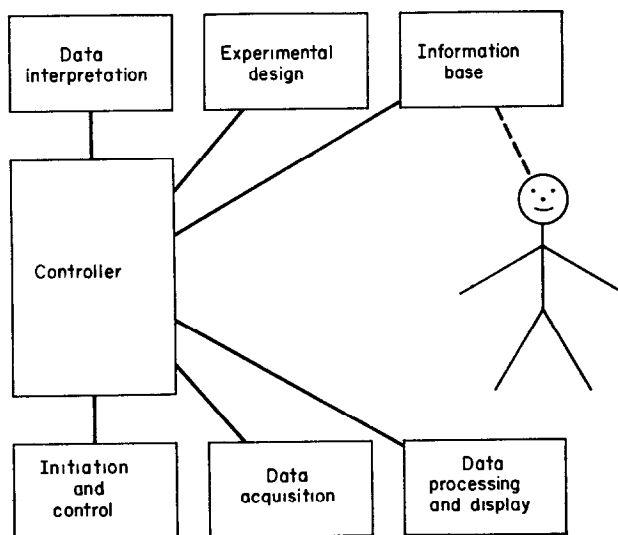 Data
interpretation
Experimental
design
Information
base
Controller
Initiation
and
control
Data
acquisition
Data
processing
and display